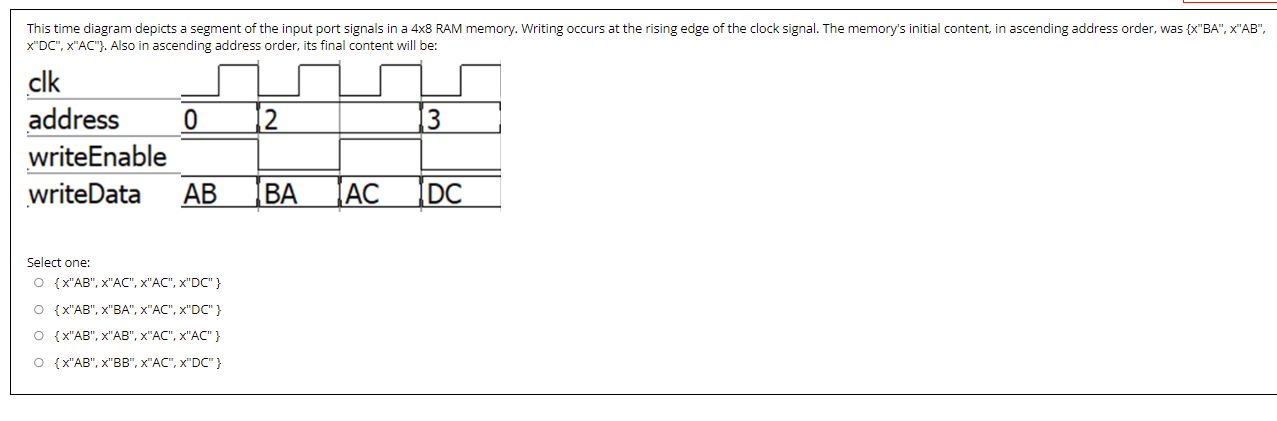 This time diagram depicts a segment of the input port signals in a 4x8 RAM memory. Writing occurs at the rising edge of the clock signal. The memory's initial content, in ascending address order, was {x"BA", x"AB",
x"DC", x"AC"}. Also in ascending address order, its final content will be:
clk
address 0 2 3
writeEnable
writeData AB BA AC DC
Select one:
{ x"AB", x"AC", x"AC", x"DC" }
{ x"AB", x"BA", x"AC", x"DC" }
{ x"AB", x"AB", x"AC", x"AC" }
{ x"AB", x"BB", x"AC", x"DC" }